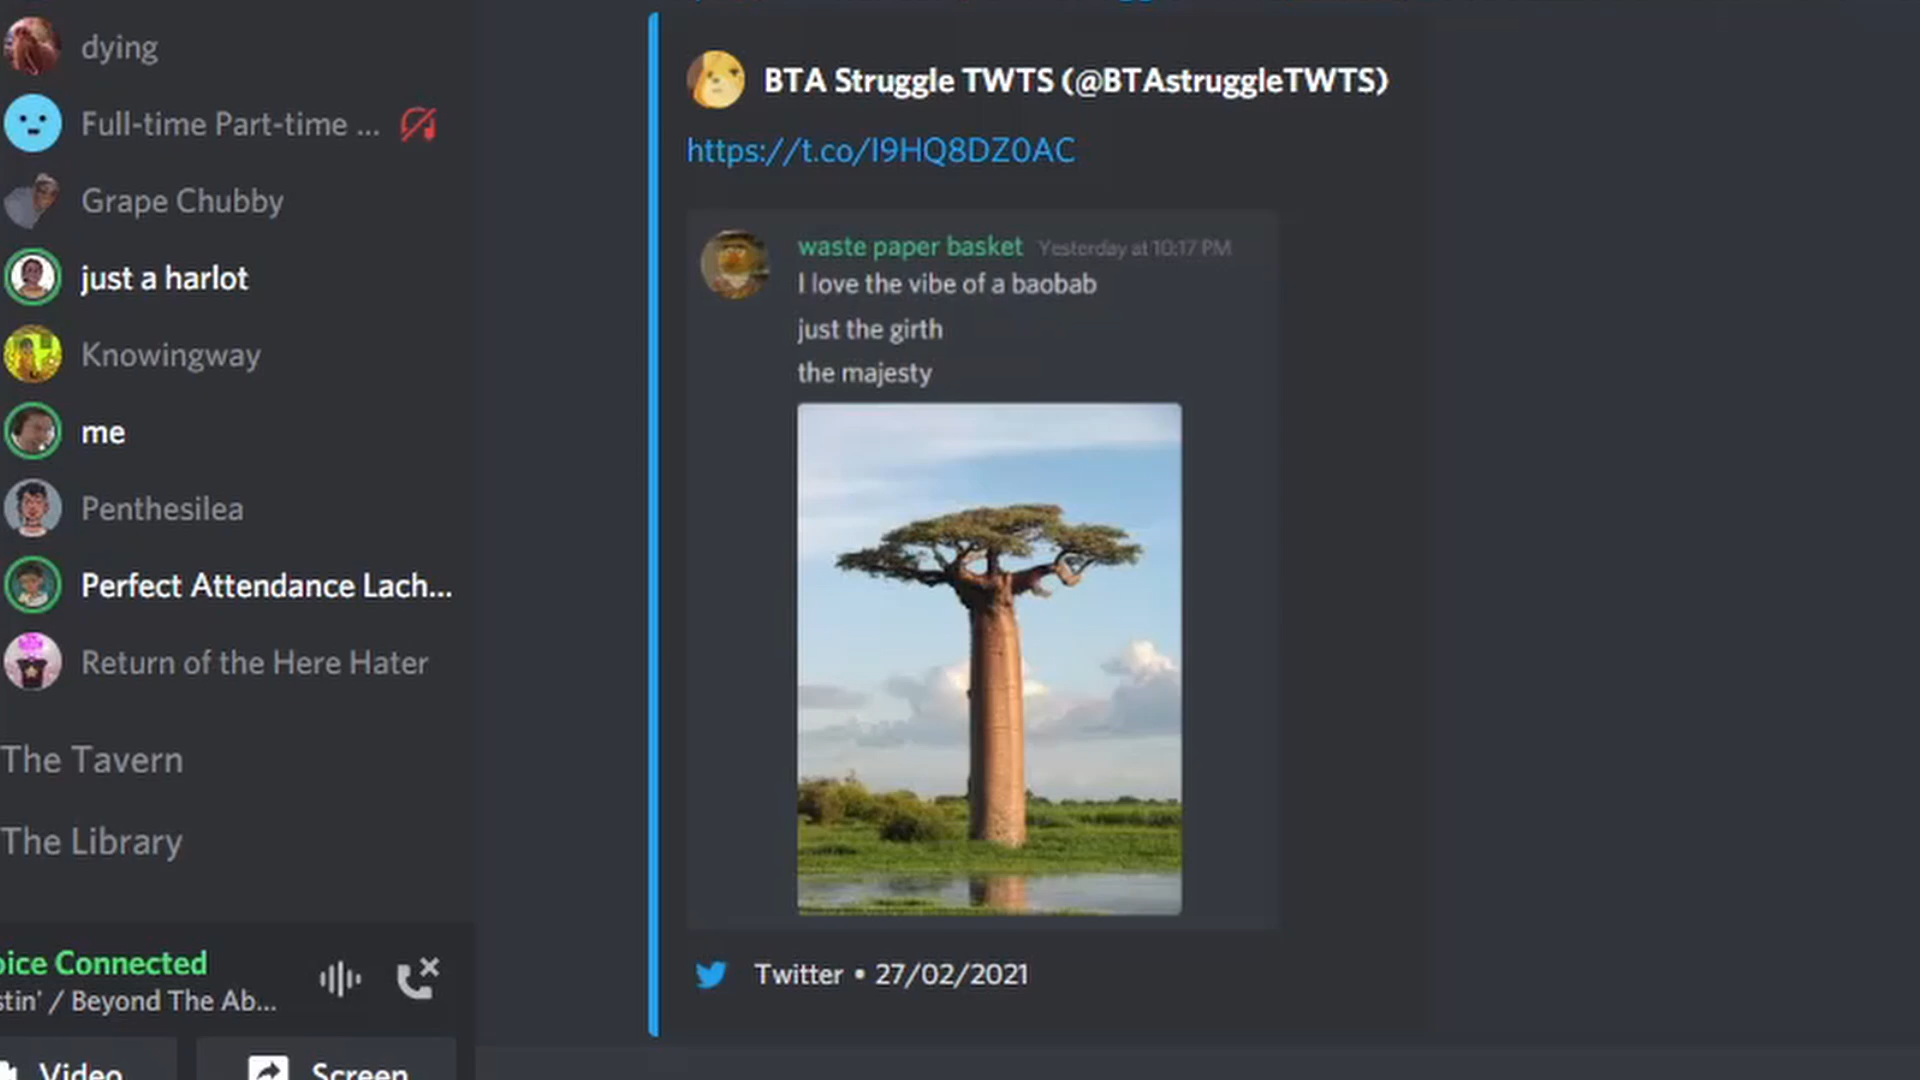 dying
Full-time Part-time ...
Grape Chubby
just a harlot
Knowingway
me
Penthesilea
Perfect Attendance Lach...
Return of the Here Hater
The Tavern
The Library
oice Connected
stin' / Beyond The Ab...
Video
Screen
BTA Struggle TWTS (@BTAstruggleTWTS)
https://t.co/I9HQ8DZ0AC
waste paper basket Yesterday at 10:17 PM
I love the vibe of a baobab
just the girth
the majesty
Twitter • 27/02/2021